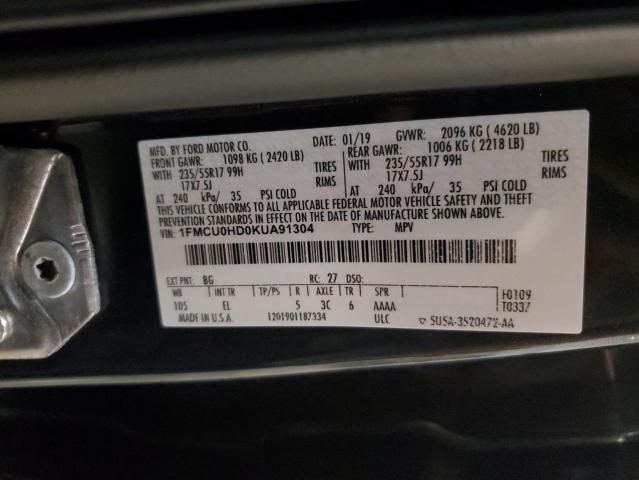 MFD. BY FORD MOTOR CO. DATE: 01/19 GVWR: 2096 KG ( 4620 LB)
FRONT GAWR: 1098 KG ( 2420 LB) REAR GAWR: 1006 KG ( 2218 LB)
WITH 235/55R17 99H TIRES WITH 235/55R17 99H TIRES
17X7.5J RIMS 17X7.5J RIMS
AT 240 kPa/ 35 PSI COLD AT 240 kPa/ 35 PSI COLD
THIS VEHICLE CONFORMS TO ALL APPLICABLE FEDERAL MOTOR VEHICLE SAFETY AND THEFT
PREVENTION STANDARDS IN EFFECT ON THE DATE OF MANUFACTURE SHOWN ABOVE.
VIN: 1FMCU0HD0KUA91304 TYPE: MPV
EXT PNT: BG RC: 27 DSO:
WB INT TR TP/PS R AXLE TR SPR
105 EL 5 3C 6 AAAA
MADE IN U.S.A. 1201901187334 ULC
F0109
T0337
5U5A-3520472-AA